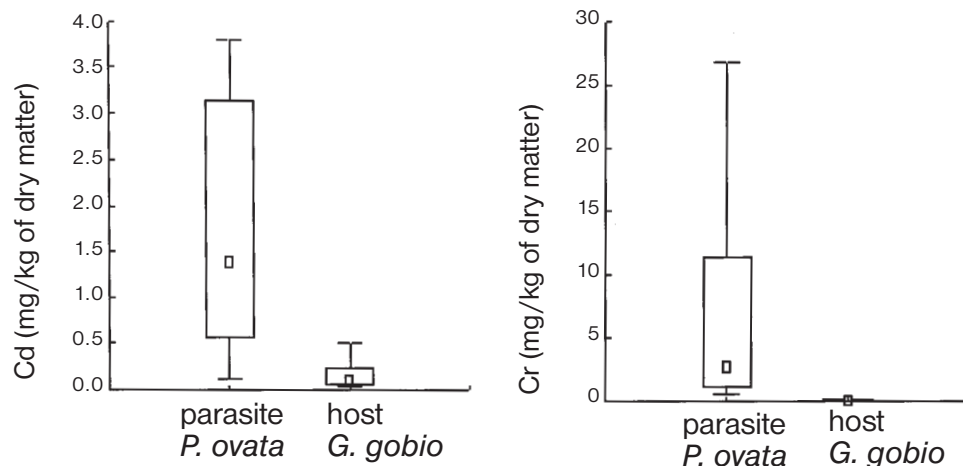 Cd (mg/kg of dry matter)
4.0
3.5
3.0
2.5
2.0
1.5
1.0
0.5
0.0
parasite
P. ovata
host
G. gobio
Cr (mg/kg of dry matter)
30
25
20
15
10
5
0
parasite
P. ovata
host
G. gobio